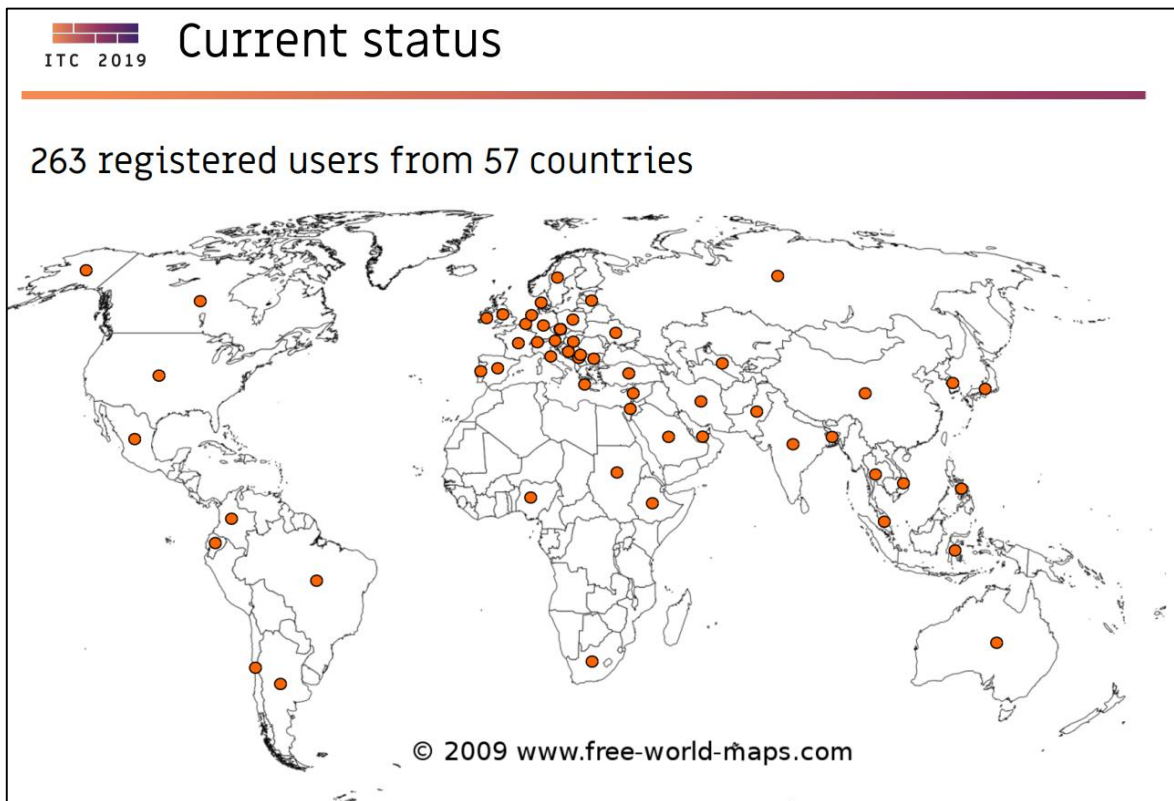 ITC 2019
Current status
263 registered users from 57 countries
© 2009 www.free-world-maps.com